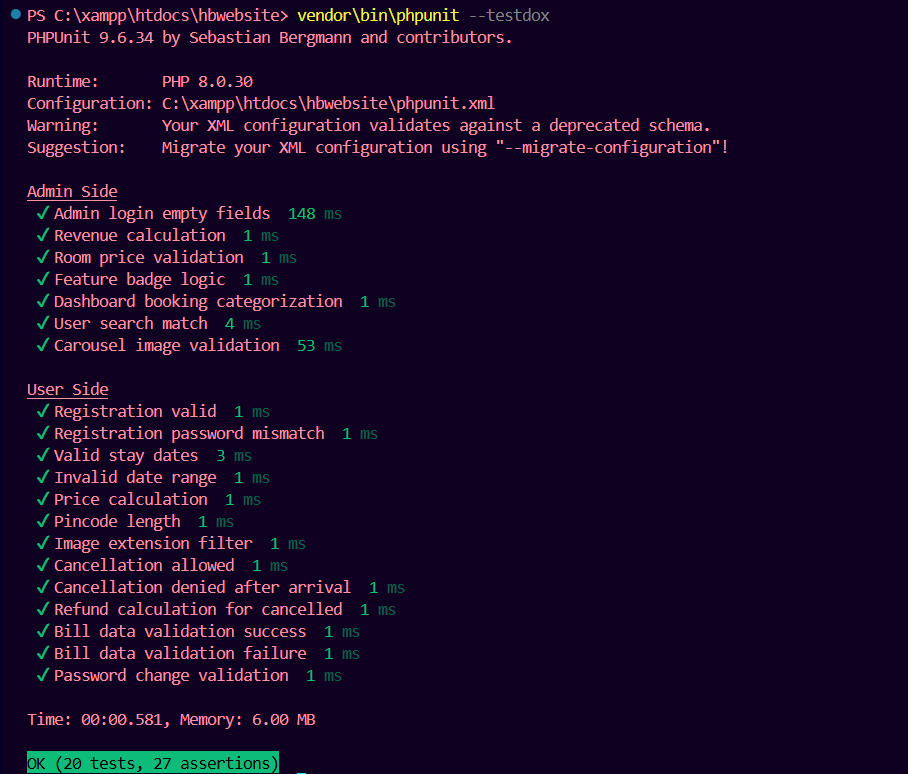 PS C:\xampp\htdocs\hbwebsite> vendor\bin\phpunit --testdox
PHPUnit 9.6.34 by Sebastian Bergmann and contributors.
Runtime: PHP 8.0.30
Configuration: C:\xampp\htdocs\hbwebsite\phpunit.xml
Warning: Your XML configuration validates against a deprecated schema.
Suggestion: Migrate your XML configuration using "--migrate-configuration"!
Admin Side
✓ Admin login empty fields 148 ms
✓ Revenue calculation 1 ms
✓ Room price validation 1 ms
✓ Feature badge logic 1 ms
✓ Dashboard booking categorization 1 ms
✓ User search match 4 ms
✓ Carousel image validation 53 ms
User Side
✓ Registration valid 1 ms
✓ Registration password mismatch 1 ms
✓ Valid stay dates 3 ms
✓ Invalid date range 1 ms
✓ Price calculation 1 ms
✓ Pincode length 1 ms
✓ Image extension filter 1 ms
✓ Cancellation allowed 1 ms
✓ Cancellation denied after arrival 1 ms
✓ Refund calculation for cancelled 1 ms
✓ Bill data validation success 1 ms
✓ Bill data validation failure 1 ms
✓ Password change validation 1 ms
Time: 00:00.581, Memory: 6.00 MB
OK (20 tests, 27 assertions)